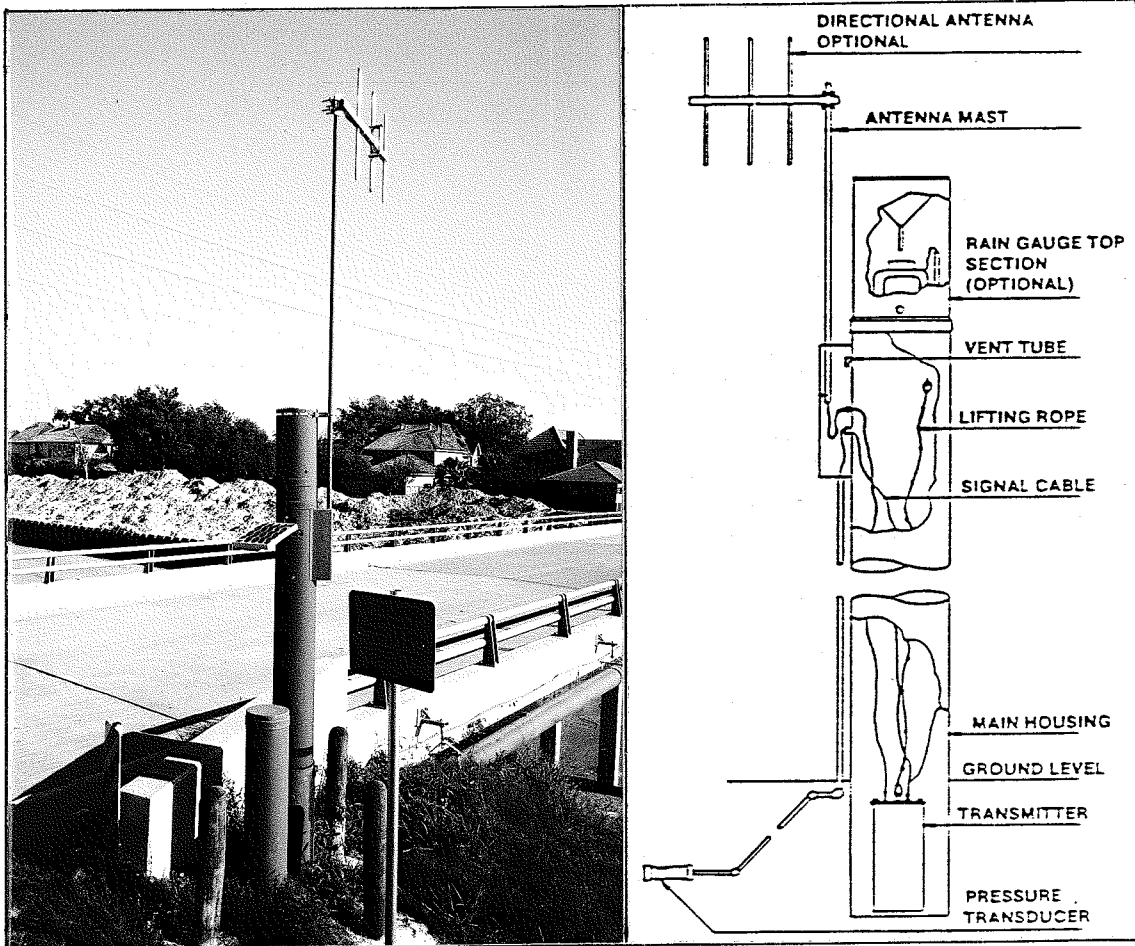 DIRECTIONAL ANTENNA
OPTIONAL
ANTENNA MAST
RAIN GAUGE TOP
SECTION
(OPTIONAL)
VENT TUBE
LIFTING ROPE
SIGNAL CABLE
MAIN HOUSING
GROUND LEVEL
TRANSMITTER
PRESSURE
TRANSDUCER